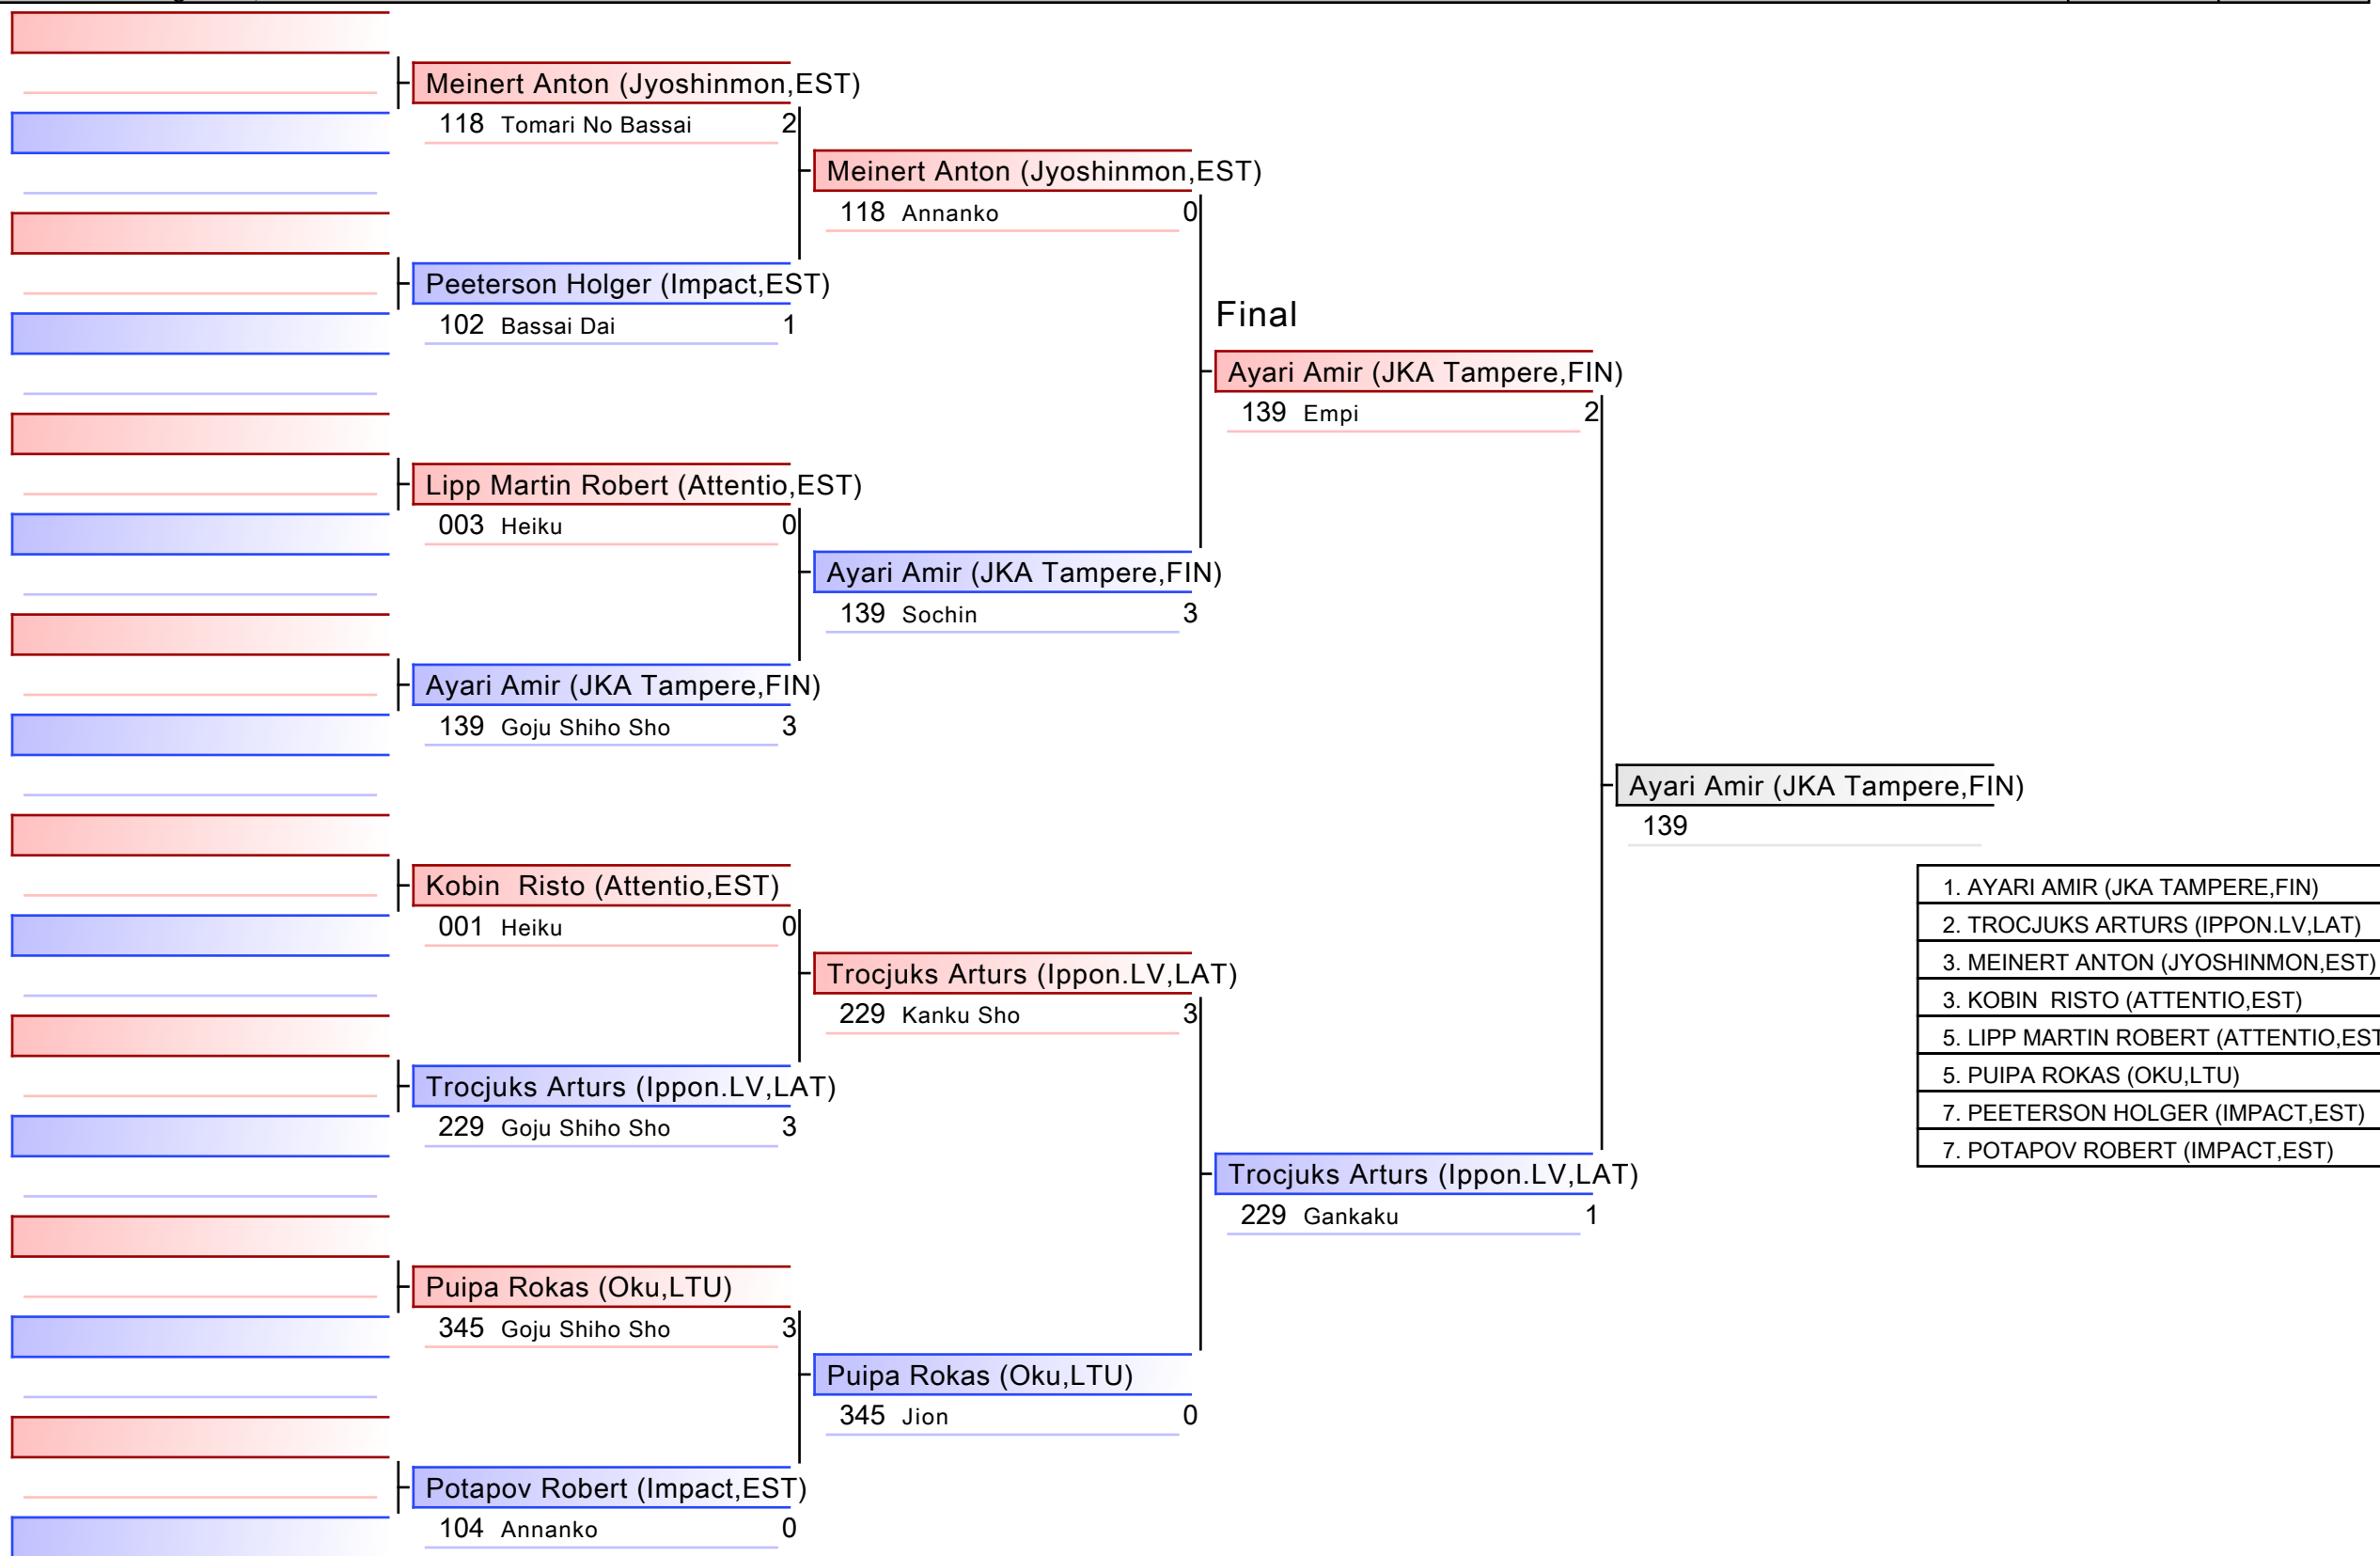 Meinert Anton (Jyoshinmon,EST)
118 Tomari No Bassai 2
Meinert Anton (Jyoshinmon,EST)
118 Annanko 0
Peeterson Holger (Impact,EST)
102 Bassai Dai 1
Final
Ayari Amir (JKA Tampere,FIN)
139 Empi 2
Lipp Martin Robert (Attentio,EST)
003 Heiku 0
Ayari Amir (JKA Tampere,FIN)
139 Sochin 3
Ayari Amir (JKA Tampere,FIN)
139 Goju Shiho Sho 3
Ayari Amir (JKA Tampere,FIN)
139
Kobin  Risto (Attentio,EST)
001 Heiku 0
Trocjuks Arturs (Ippon.LV,LAT)
229 Kanku Sho 3
Trocjuks Arturs (Ippon.LV,LAT)
229 Goju Shiho Sho 3
Trocjuks Arturs (Ippon.LV,LAT)
229 Gankaku 1
Puipa Rokas (Oku,LTU)
345 Goju Shiho Sho 3
Puipa Rokas (Oku,LTU)
345 Jion 0
Potapov Robert (Impact,EST)
104 Annanko 0
1. AYARI AMIR (JKA TAMPERE,FIN)
2. TROCJUKS ARTURS (IPPON.LV,LAT)
3. MEINERT ANTON (JYOSHINMON,EST)
3. KOBIN  RISTO (ATTENTIO,EST)
5. LIPP MARTIN ROBERT (ATTENTIO,EST
5. PUIPA ROKAS (OKU,LTU)
7. PEETERSON HOLGER (IMPACT,EST)
7. POTAPOV ROBERT (IMPACT,EST)